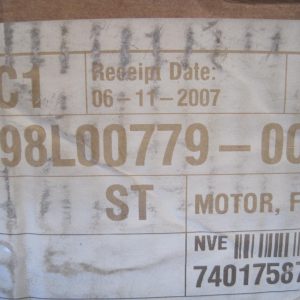 C1 Receipt Date:
06-11-2007
98L00779-00
ST MOTOR, F
NVE
74017587